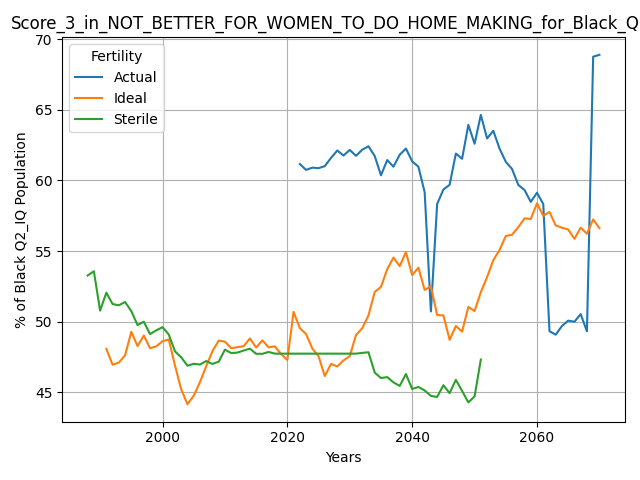 Score_3_in_NOT_BETTER_FOR_WOMEN_TO_DO_HOME_MAKING_for_Black_Q
% of Black Q2_IQ Population
70
65
60
55
50
45
Fertility
Actual
Ideal
Sterile
2000
2020
2040
2060
Years